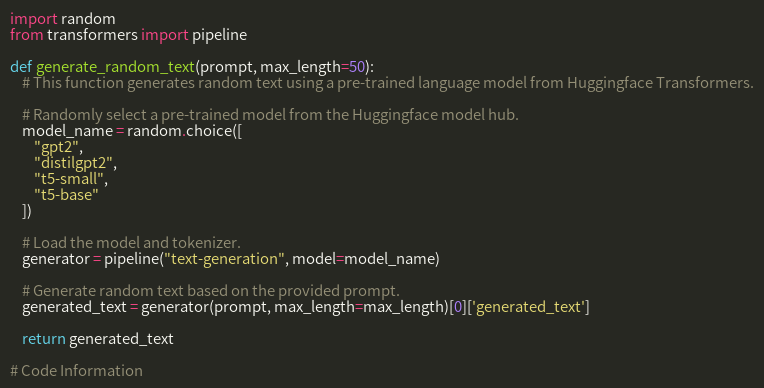 import random
from transformers import pipeline

def generate_random_text(prompt, max_length=50):
    # This function generates random text using a pre-trained language model from Huggingface Transformers.

    # Randomly select a pre-trained model from the Huggingface model hub.
    model_name = random.choice([
        "gpt2",
        "distilgpt2",
        "t5-small",
        "t5-base"
    ])

    # Load the model and tokenizer.
    generator = pipeline("text-generation", model=model_name)

    # Generate random text based on the provided prompt.
    generated_text = generator(prompt, max_length=max_length)[0]['generated_text']

    return generated_text

# Code Information